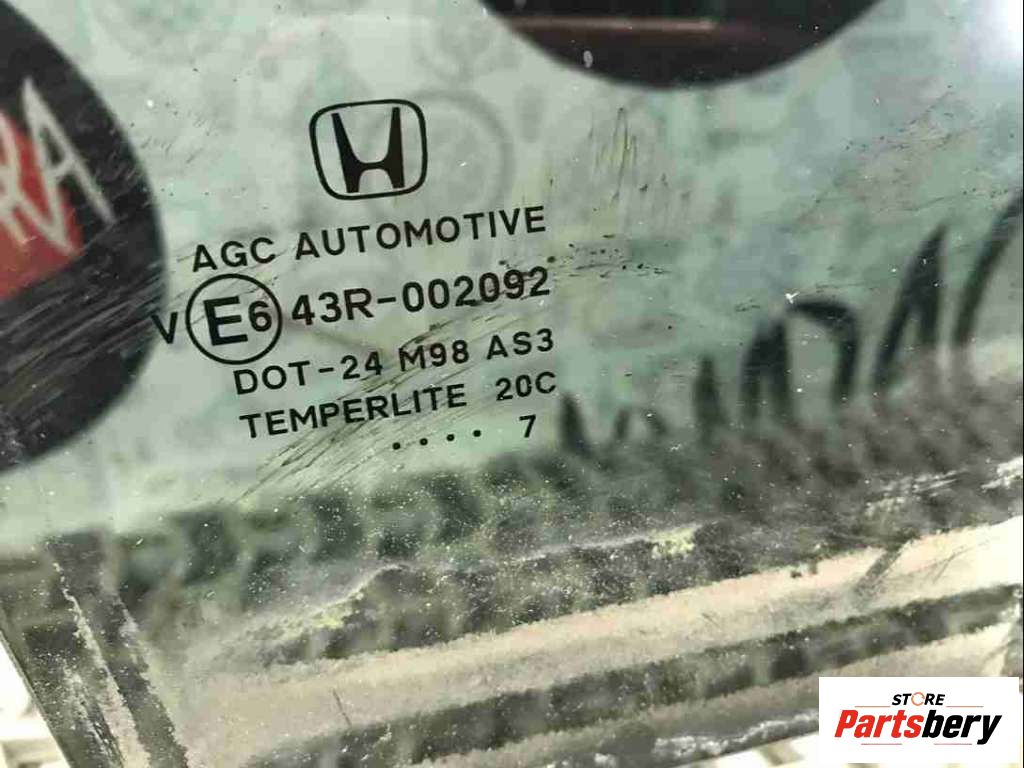 AGC AUTOMOTIVE
V E6 43R-002092
DOT-24 M98 AS3
TEMPERLITE 20C
.... 7
STORE
Partsbery